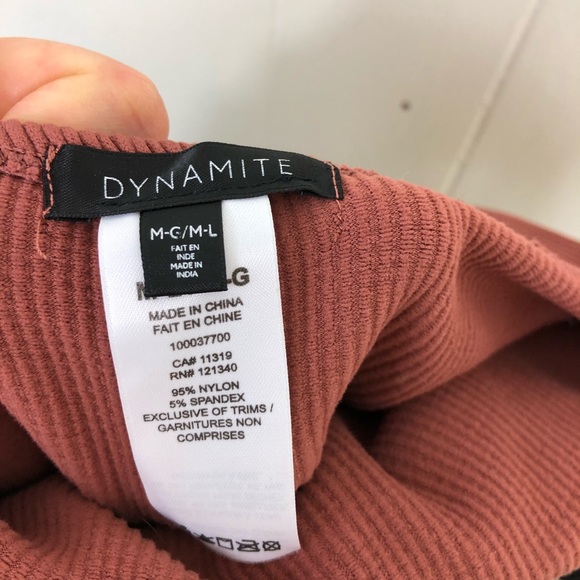 DYNAMITE
M-G/M-L
FAIT EN
INDE
MADE IN
INDIA
MADE IN CHINA
FAIT EN CHINE
100037700
CA# 11319
RN# 121340
95% NYLON
5% SPANDEX
EXCLUSIVE OF TRIMS /
GARNITURES NON
COMPRISES